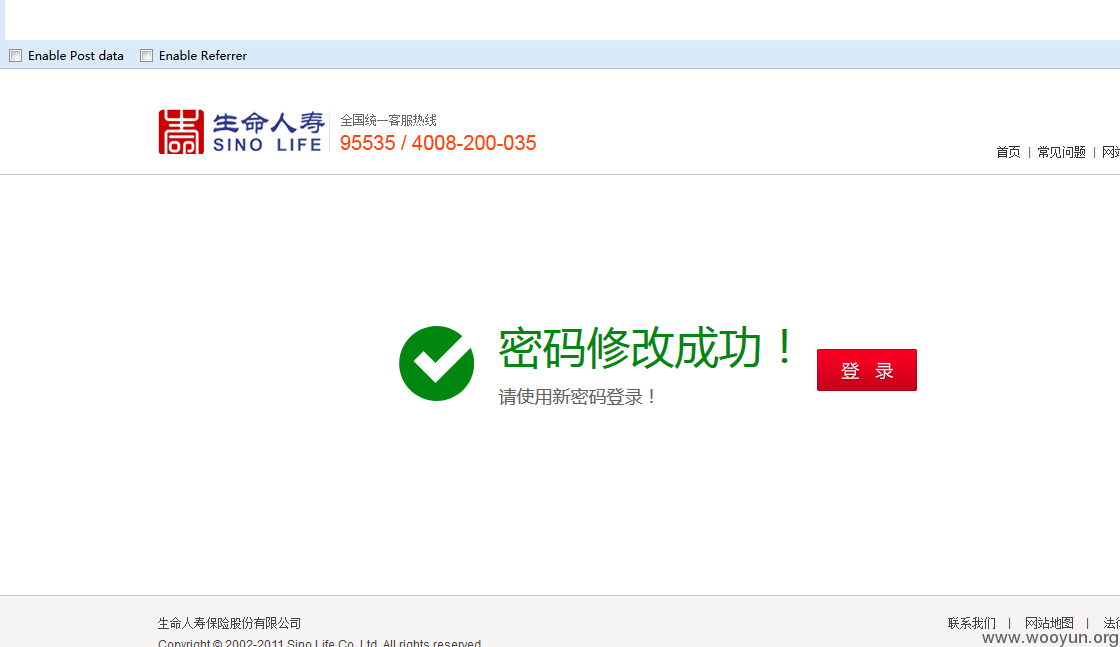 Enable Post data Enable Referrer
生命人寿
SINO LIFE
全国统一客服热线
95535 / 4008-200-035
首页 | 常见问题 | 网站
密码修改成功！
请使用新密码登录！
登 录
生命人寿保险股份有限公司
联系我们 | 网站地图 | 法律
Copyright © 2002-2011 Sino Life Co.,Ltd. All rights reserved
www.wooyun.org